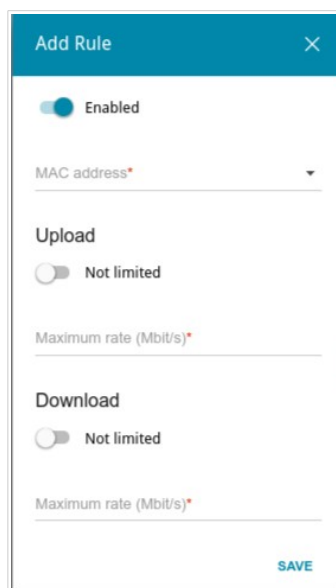 Add Rule
Enabled
MAC address*
Upload
Not limited
Maximum rate (Mbit/s)*
Download
Not limited
Maximum rate (Mbit/s)*
SAVE